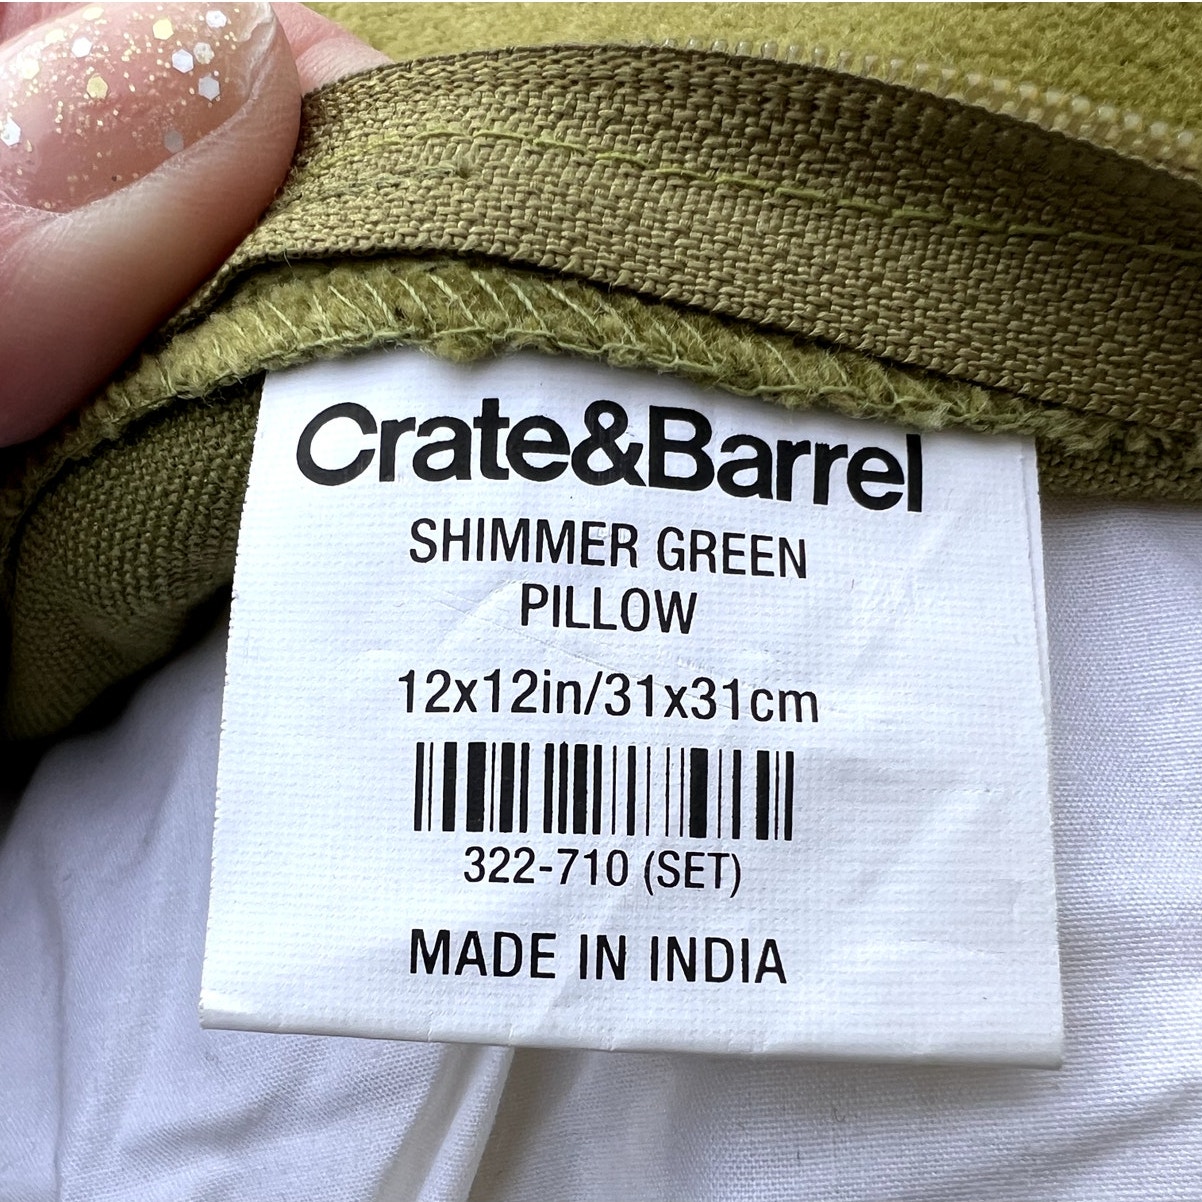 Crate&Barrel
SHIMMER GREEN
PILLOW
12x12in/31x31cm
322-710 (SET)
MADE IN INDIA